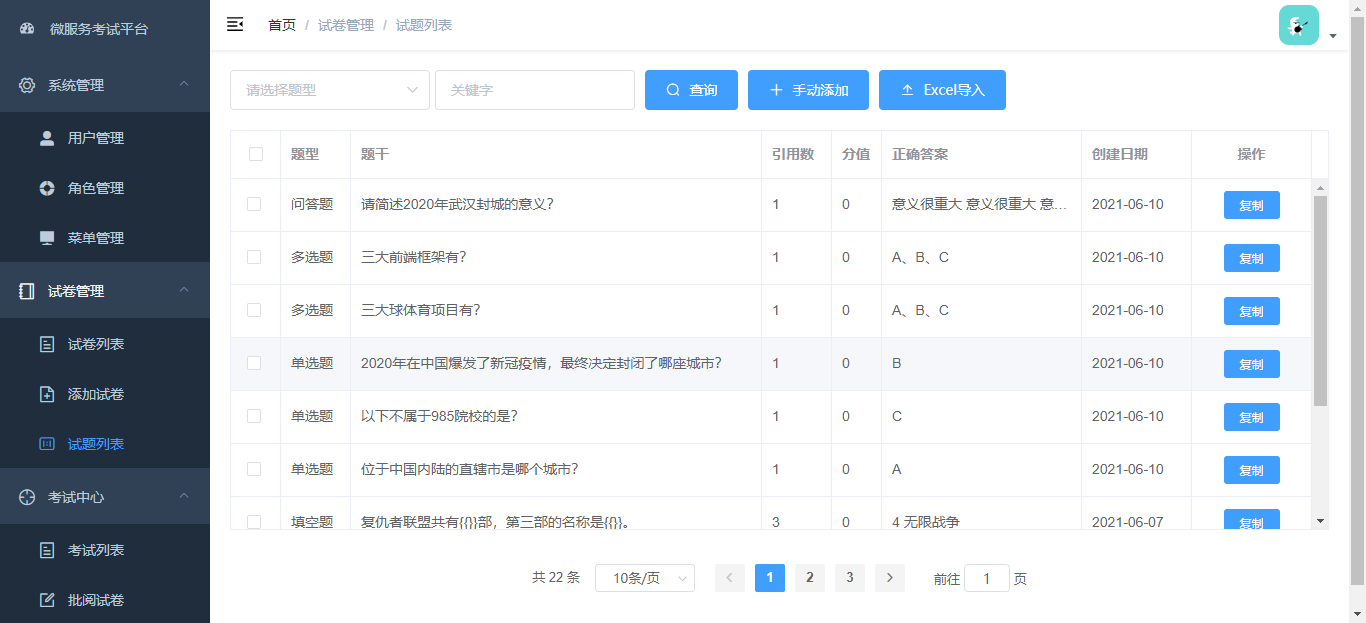 微服务考试平台
系统管理
用户管理
角色管理
菜单管理
试卷管理
试卷列表
添加试卷
试题列表
考试中心
考试列表
批阅试卷
首页 / 试卷管理 / 试题列表
请选择题型 关键字 查询 手动添加 Excel导入
题型 题干 引用数 分值 正确答案 创建日期 操作
问答题 请简述2020年武汉封城的意义? 1 0 意义很重大 意义很重大 意... 2021-06-10 复制
多选题 三大前端框架有? 1 0 A、B、C 2021-06-10 复制
多选题 三大球体育项目有? 1 0 A、B、C 2021-06-10 复制
单选题 2020年在中国爆发了新冠疫情，最终决定封闭了哪座城市? 1 0 B 2021-06-10 复制
单选题 以下不属于985院校的是? 1 0 C 2021-06-10 复制
单选题 位于中国内陆的直辖市是哪个城市? 1 0 A 2021-06-10 复制
填空题 复仇者联盟共有{{}}部，第三部的名称是{{}}。 3 0 4 无限战争 2021-06-07 复制
共 22 条 10条/页 1 2 3 前往 1 页